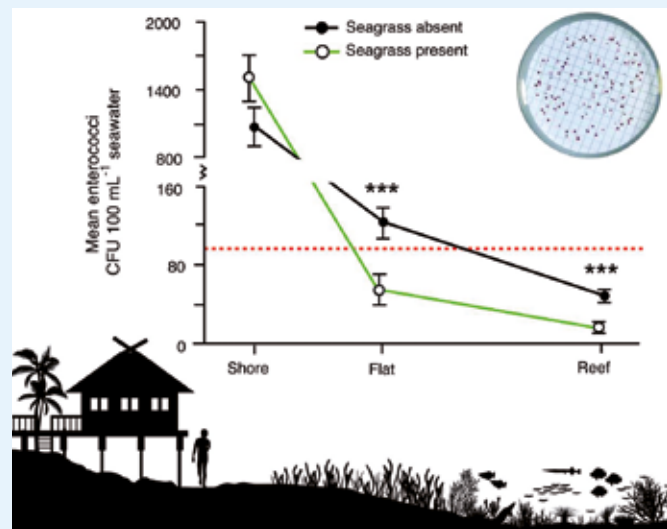 Seagrass absent
Seagrass present
Mean enterococci
CFU 100 mL⁻¹ seawater
2000
1400
800
160
80
0
***
***
Shore
Flat
Reef